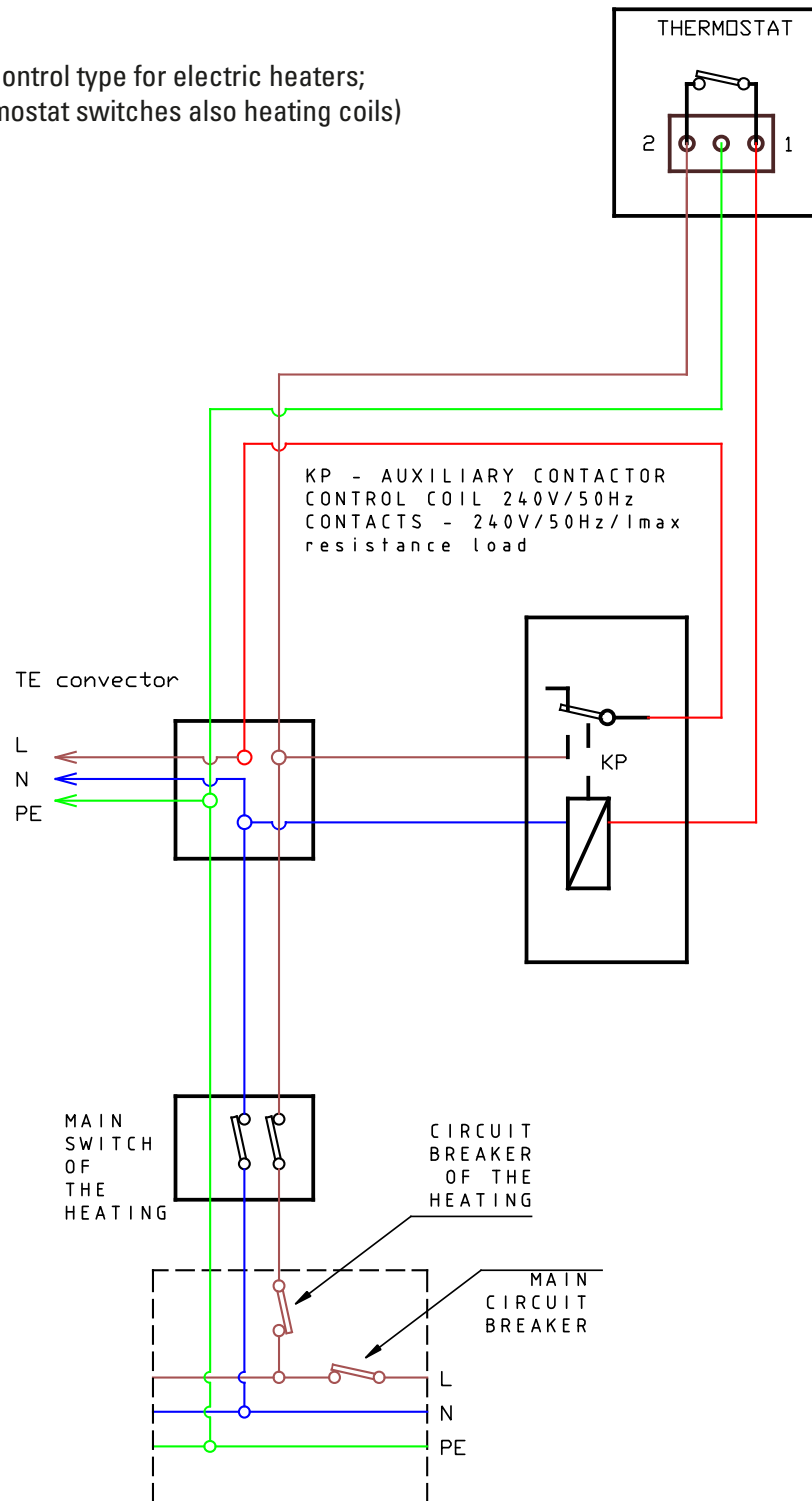 THERMOSTAT
ontrol type for electric heaters;
mostat switches also heating coils)
2
1
KP - AUXILIARY CONTACTOR
CONTROL COIL 240V/50Hz
CONTACTS - 240V/50Hz/Imax
resistance load
TE convector
L
N
PE
KP
MAIN
SWITCH
OF
THE
HEATING
CIRCUIT
BREAKER
OF THE
HEATING
MAIN
CIRCUIT
BREAKER
L
N
PE